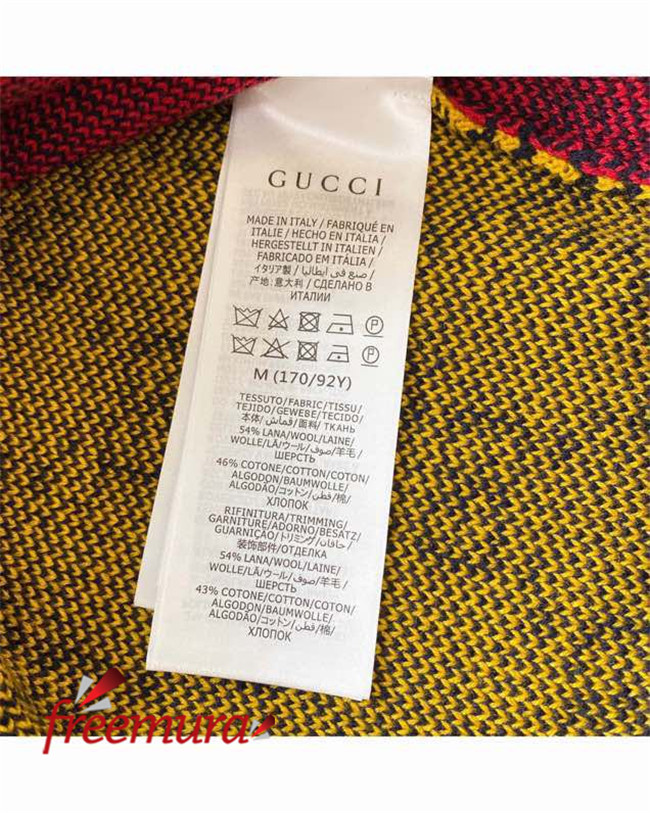 GUCCI
MADE IN ITALY / FABRIQUÉ EN
ITALIE / HECHO EN ITALIA /
HERGESTELLT IN ITALIEN /
FABRICADO EM ITÁLIA /
イタリア製 / صنع في ايطاليا /
产地: 意大利 / СДЕЛАНО В
ИТАЛИИ
P
P
M (170/92Y)
TESSUTO/FABRIC/TISSU/
TEJIDO/GEWEBE/TECIDO/
本体/قماش/面料/ ТКАНЬ
54% LANA/WOOL/LAINE/
WOLLE/LÃ/ウール/صوف/羊毛/
ШЕРСТЬ
46% COTONE/COTTON/COTON/
ALGODON/BAUMWOLLE/
ALGODÃO/コットン/قطن/棉/
ХЛОПОК
RIFINITURA/TRIMMING/
GARNITURE/ADORNO/BESATZ/
GUARNIÇÃO/トリミング/حافات/
装饰部件/ОТДЕЛКА
54% LANA/WOOL/LAINE/
WOLLE/LÃ/ウール/صوف/羊毛/
ШЕРСТЬ
43% COTONE/COTTON/COTON/
ALGODON/BAUMWOLLE/
ALGODÃO/コットン/قطن/棉/
ХЛОПОК
freemura